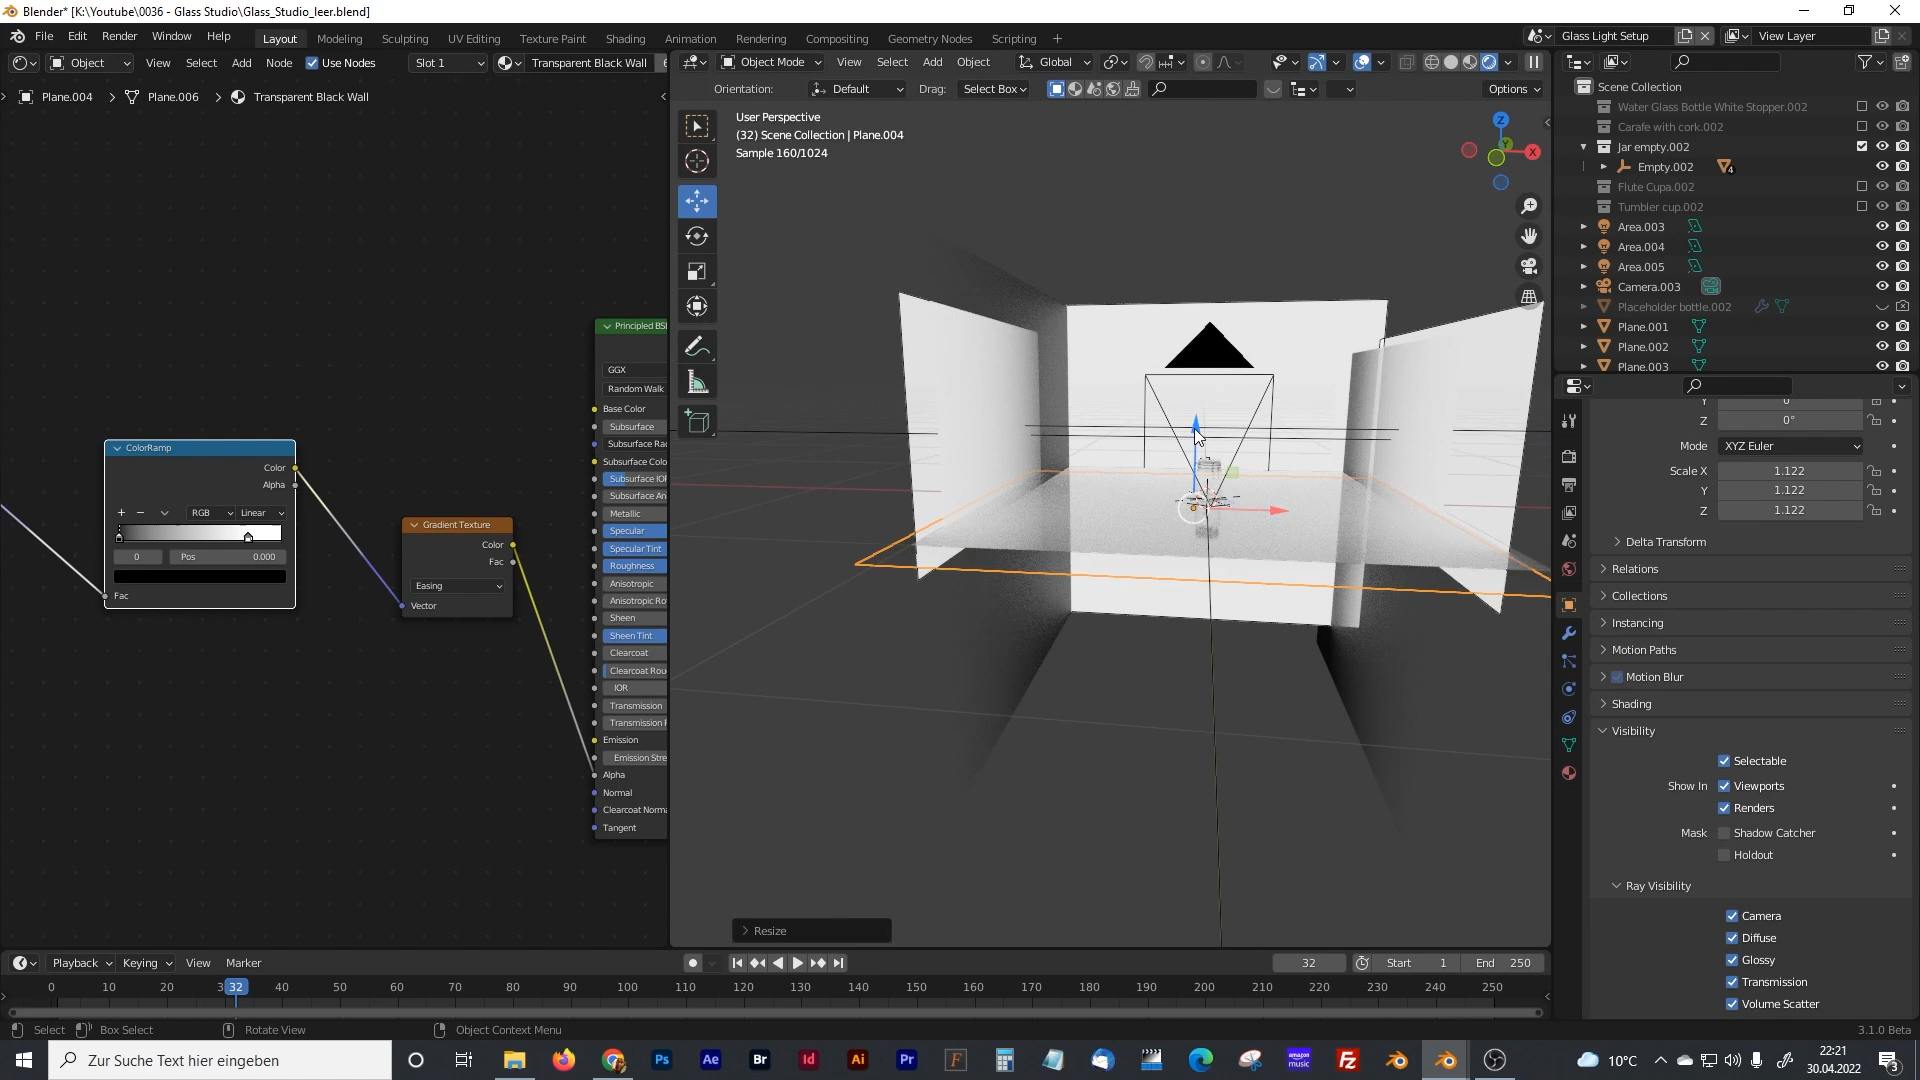 Blender* [K:\Youtube\0036 - Glass Studio\Glass_Studio_leer.blend]
File Edit Render Window Help
Layout Modeling Sculpting UV Editing Texture Paint Shading Animation Rendering Compositing Geometry Nodes Scripting +
Glass Light Setup
View Layer
Object View Select Add Node Use Nodes Slot 1 Transparent Black Wall
Object Mode View Select Add Object Global
Plane.004 > Plane.006 > Transparent Black Wall
Orientation: Default Drag: Select Box Options
User Perspective
(32) Scene Collection | Plane.004
Sample 160/1024
Z
X
Scene Collection
Water Glass Bottle White Stopper.002
Carafe with cork.002
Jar empty.002
Empty.002 4
Flute Cupa.002
Tumbler cup.002
Area.003
Area.004
Area.005
Camera.003
Placeholder bottle.002
Plane.001
Plane.002
Plane.003
ColorRamp
Color
Alpha
RGB Linear
0 Pos 0.000
Fac
Gradient Texture
Color
Fac
Easing
Vector
Principled BS
GGX
Random Walk
Base Color
Subsurface
Subsurface Rad
Subsurface Colo
Subsurface IOR
Subsurface An
Metallic
Specular
Specular Tint
Roughness
Anisotropic
Anisotropic Ro
Sheen
Sheen Tint
Clearcoat
Clearcoat Rou
IOR
Transmission
Transmission R
Emission
Emission Stre
Alpha
Normal
Clearcoat Norma
Tangent
Resize
Y 0°
Z 0°
Mode XYZ Euler
Scale X 1.122
Y 1.122
Z 1.122
Delta Transform
Relations
Collections
Instancing
Motion Paths
Motion Blur
Shading
Visibility
Selectable
Show In Viewports
Renders
Mask Shadow Catcher
Holdout
Ray Visibility
Camera
Diffuse
Glossy
Transmission
Volume Scatter
Playback Keying View Marker
32 Start 1 End 250
0 10 20 3 32 40 50 60 70 80 90 100 110 120 130 140 150 160 170 180 190 200 210 220 230 240 250
Select Box Select Rotate View Object Context Menu
3.1.0 Beta
Zur Suche Text hier eingeben
Ps Ae Br Id Ai Pr F
amazon music
FZ
10°C
22:21
30.04.2022
3